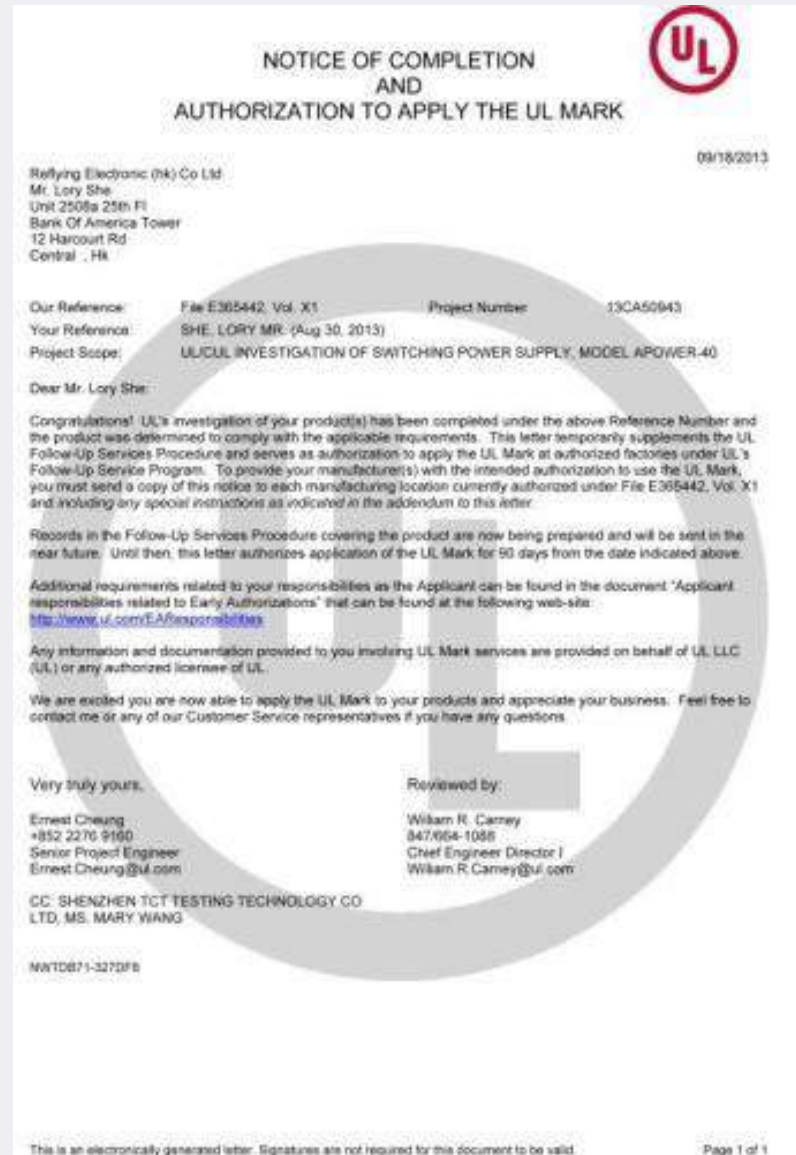 UL
NOTICE OF COMPLETION
AND
AUTHORIZATION TO APPLY THE UL MARK
09/18/2013
Reflying Electronic (hk) Co Ltd
Mr. Lory She
Unit 2508a 25th Fl
Bank Of America Tower
12 Harcourt Rd
Central , Hk
Our Reference: File E365442, Vol. X1 Project Number: 13CA50943
Your Reference: SHE, LORY MR. (Aug 30, 2013)
Project Scope: UL/CUL INVESTIGATION OF SWITCHING POWER SUPPLY, MODEL APOWER-40
Dear Mr. Lory She:
Congratulations! UL's investigation of your product(s) has been completed under the above Reference Number and
the product was determined to comply with the applicable requirements. This letter temporarily supplements the UL
Follow-Up Services Procedure and serves as authorization to apply the UL Mark at authorized factories under UL's
Follow-Up Service Program. To provide your manufacturer(s) with the intended authorization to use the UL Mark,
you must send a copy of this notice to each manufacturing location currently authorized under File E365442, Vol. X1
and including any special instructions as indicated in the addendum to this letter.
Records in the Follow-Up Services Procedure covering the product are now being prepared and will be sent in the
near future. Until then, this letter authorizes application of the UL Mark for 90 days from the date indicated above.
Additional requirements related to your responsibilities as the Applicant can be found in the document "Applicant
responsibilities related to Early Authorizations" that can be found at the following web-site:
http://www.ul.com/EAResponsibilities
Any information and documentation provided to you involving UL Mark services are provided on behalf of UL LLC
(UL) or any authorized licensee of UL.
We are excited you are now able to apply the UL Mark to your products and appreciate your business. Feel free to
contact me or any of our Customer Service representatives if you have any questions.
Very truly yours, Reviewed by:
Ernest Cheung William R. Carney
+852 2276 9160 847/664-1088
Senior Project Engineer Chief Engineer Director I
Ernest.Cheung@ul.com William.R.Carney@ul.com
CC: SHENZHEN TCT TESTING TECHNOLOGY CO
LTD, MS. MARY WANG
NWTDB71-327DF8
This is an electronically generated letter. Signatures are not required for this document to be valid. Page 1 of 1